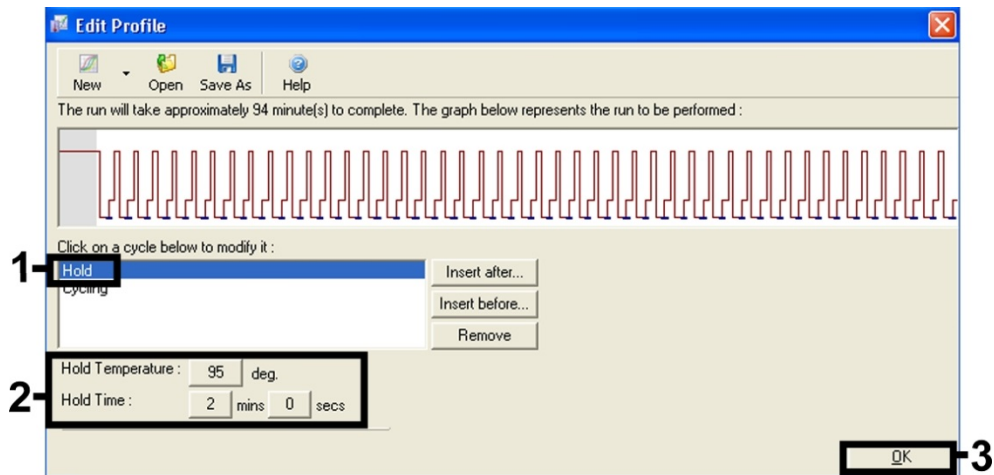 Edit Profile
New Open Save As Help
The run will take approximately 94 minute(s) to complete. The graph below represents the run to be performed :
Click on a cycle below to modify it :
1
Hold
Insert after...
Cycling
Insert before...
Remove
2
Hold Temperature : 95 deg.
Hold Time : 2 mins 0 secs
OK
3